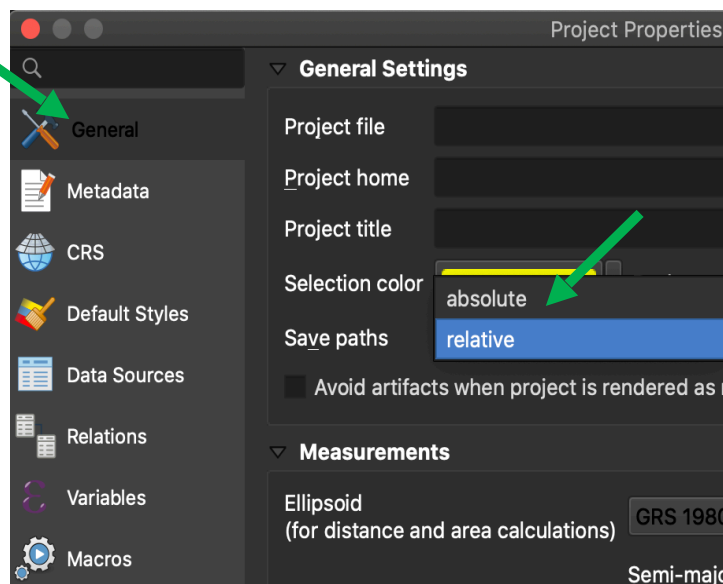 Project Properties
General
Metadata
CRS
Default Styles
Data Sources
Relations
Variables
Macros
General Settings
Project file
Project home
Project title
Selection color
absolute
Save paths
relative
Avoid artifacts when project is rendered as
Measurements
Ellipsoid
(for distance and area calculations)
GRS 1980